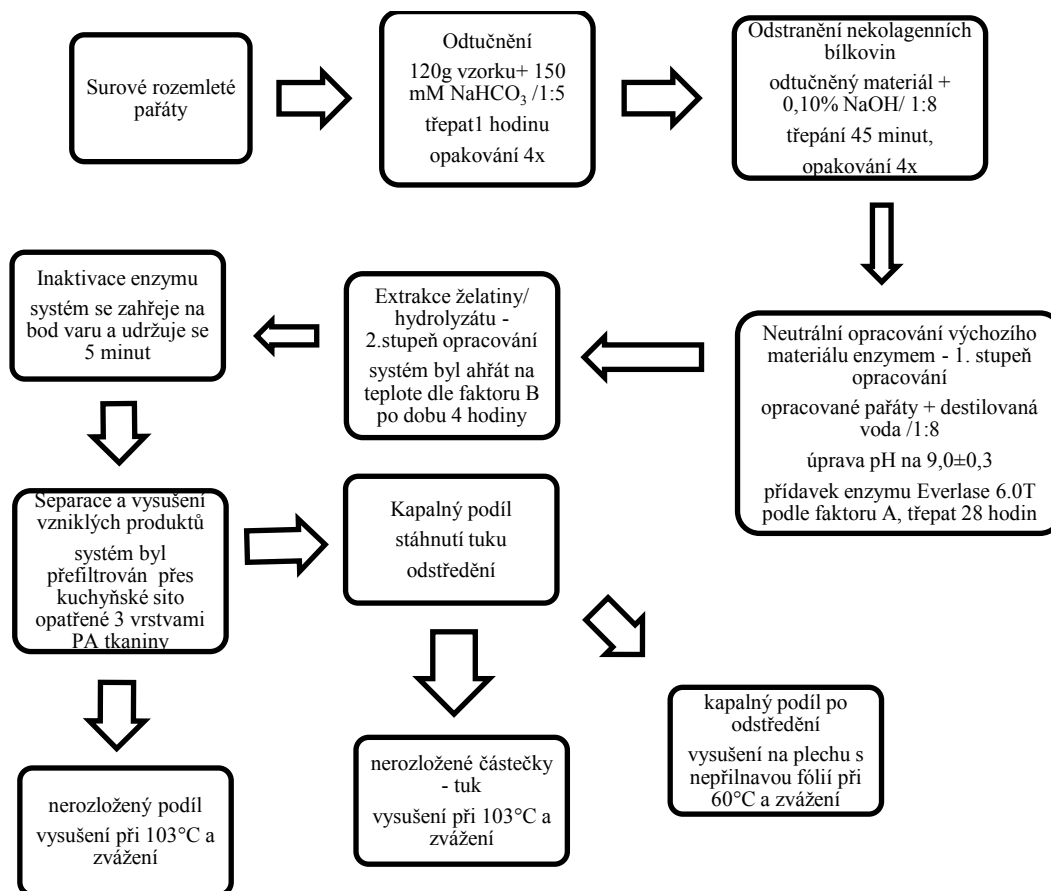 Surové rozemleté
pařáty
Odtučnění
120g vzorku+ 150
mM NaHCO₃ /1:5
třepat1 hodinu
opakování 4x
Odstranění nekolagenních
bílkovin
odtučněný materiál +
0,10% NaOH/ 1:8
třepání 45 minut,
opakování 4x
Neutrální opracování výchozího
materiálu enzymem - 1. stupeň
opracování
opracované pařáty + destilovaná
voda /1:8
úprava pH na 9,0±0,3
přídavek enzymu Everlase 6.0T
podle faktoru A, třepat 28 hodin
Extrakce želatiny/
hydrolyzátu -
2.stupeň opracování
systém byl ahřát na
teplote dle faktoru B
po dobu 4 hodiny
Inaktivace enzymu
systém se zahřeje na
bod varu a udržuje se
5 minut
Separace a vysušení
vzniklých produktů
systém byl
přefiltrován přes
kuchyňské sito
opatřené 3 vrstvami
PA tkaniny
Kapalný podíl
stáhnutí tuku
odstředění
nerozložený podíl
vysušení při 103°C a
zvážení
nerozložené částečky
- tuk
vysušení při 103°C a
zvážení
kapalný podíl po
odstředění
vysušení na plechu s
nepřilnavou fólií při
60°C a zvážení